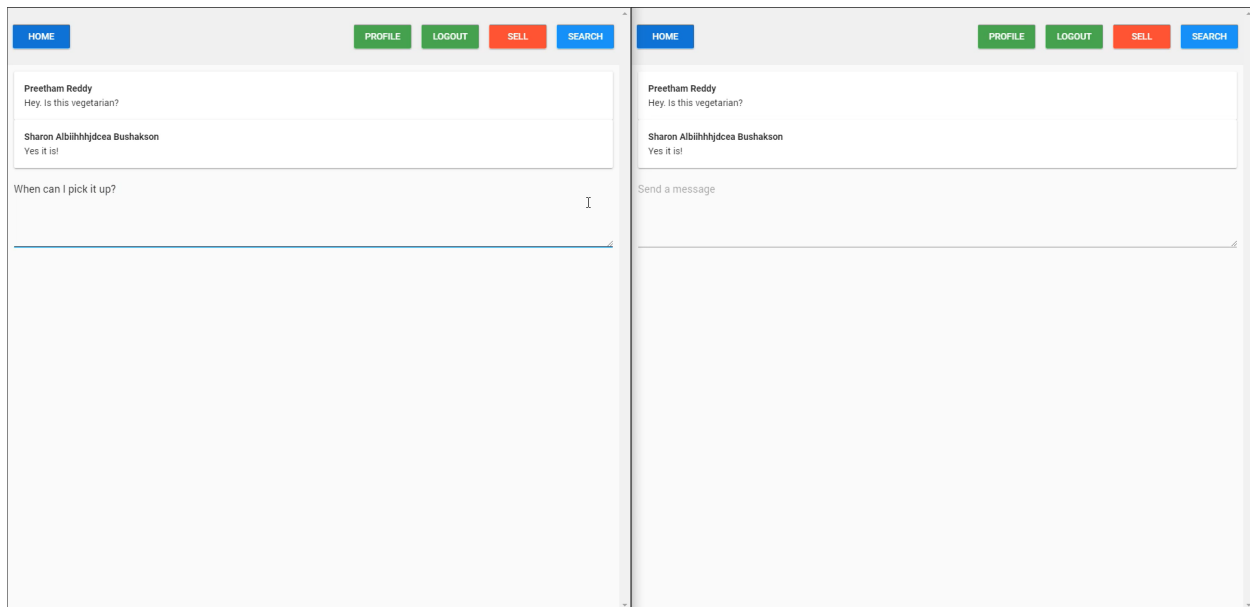 HOME PROFILE LOGOUT SELL SEARCH
Preetham Reddy
Hey. Is this vegetarian?
Sharon Albiihhhjdcea Bushakson
Yes it is!
When can I pick it up?
HOME PROFILE LOGOUT SELL SEARCH
Preetham Reddy
Hey. Is this vegetarian?
Sharon Albiihhhjdcea Bushakson
Yes it is!
Send a message